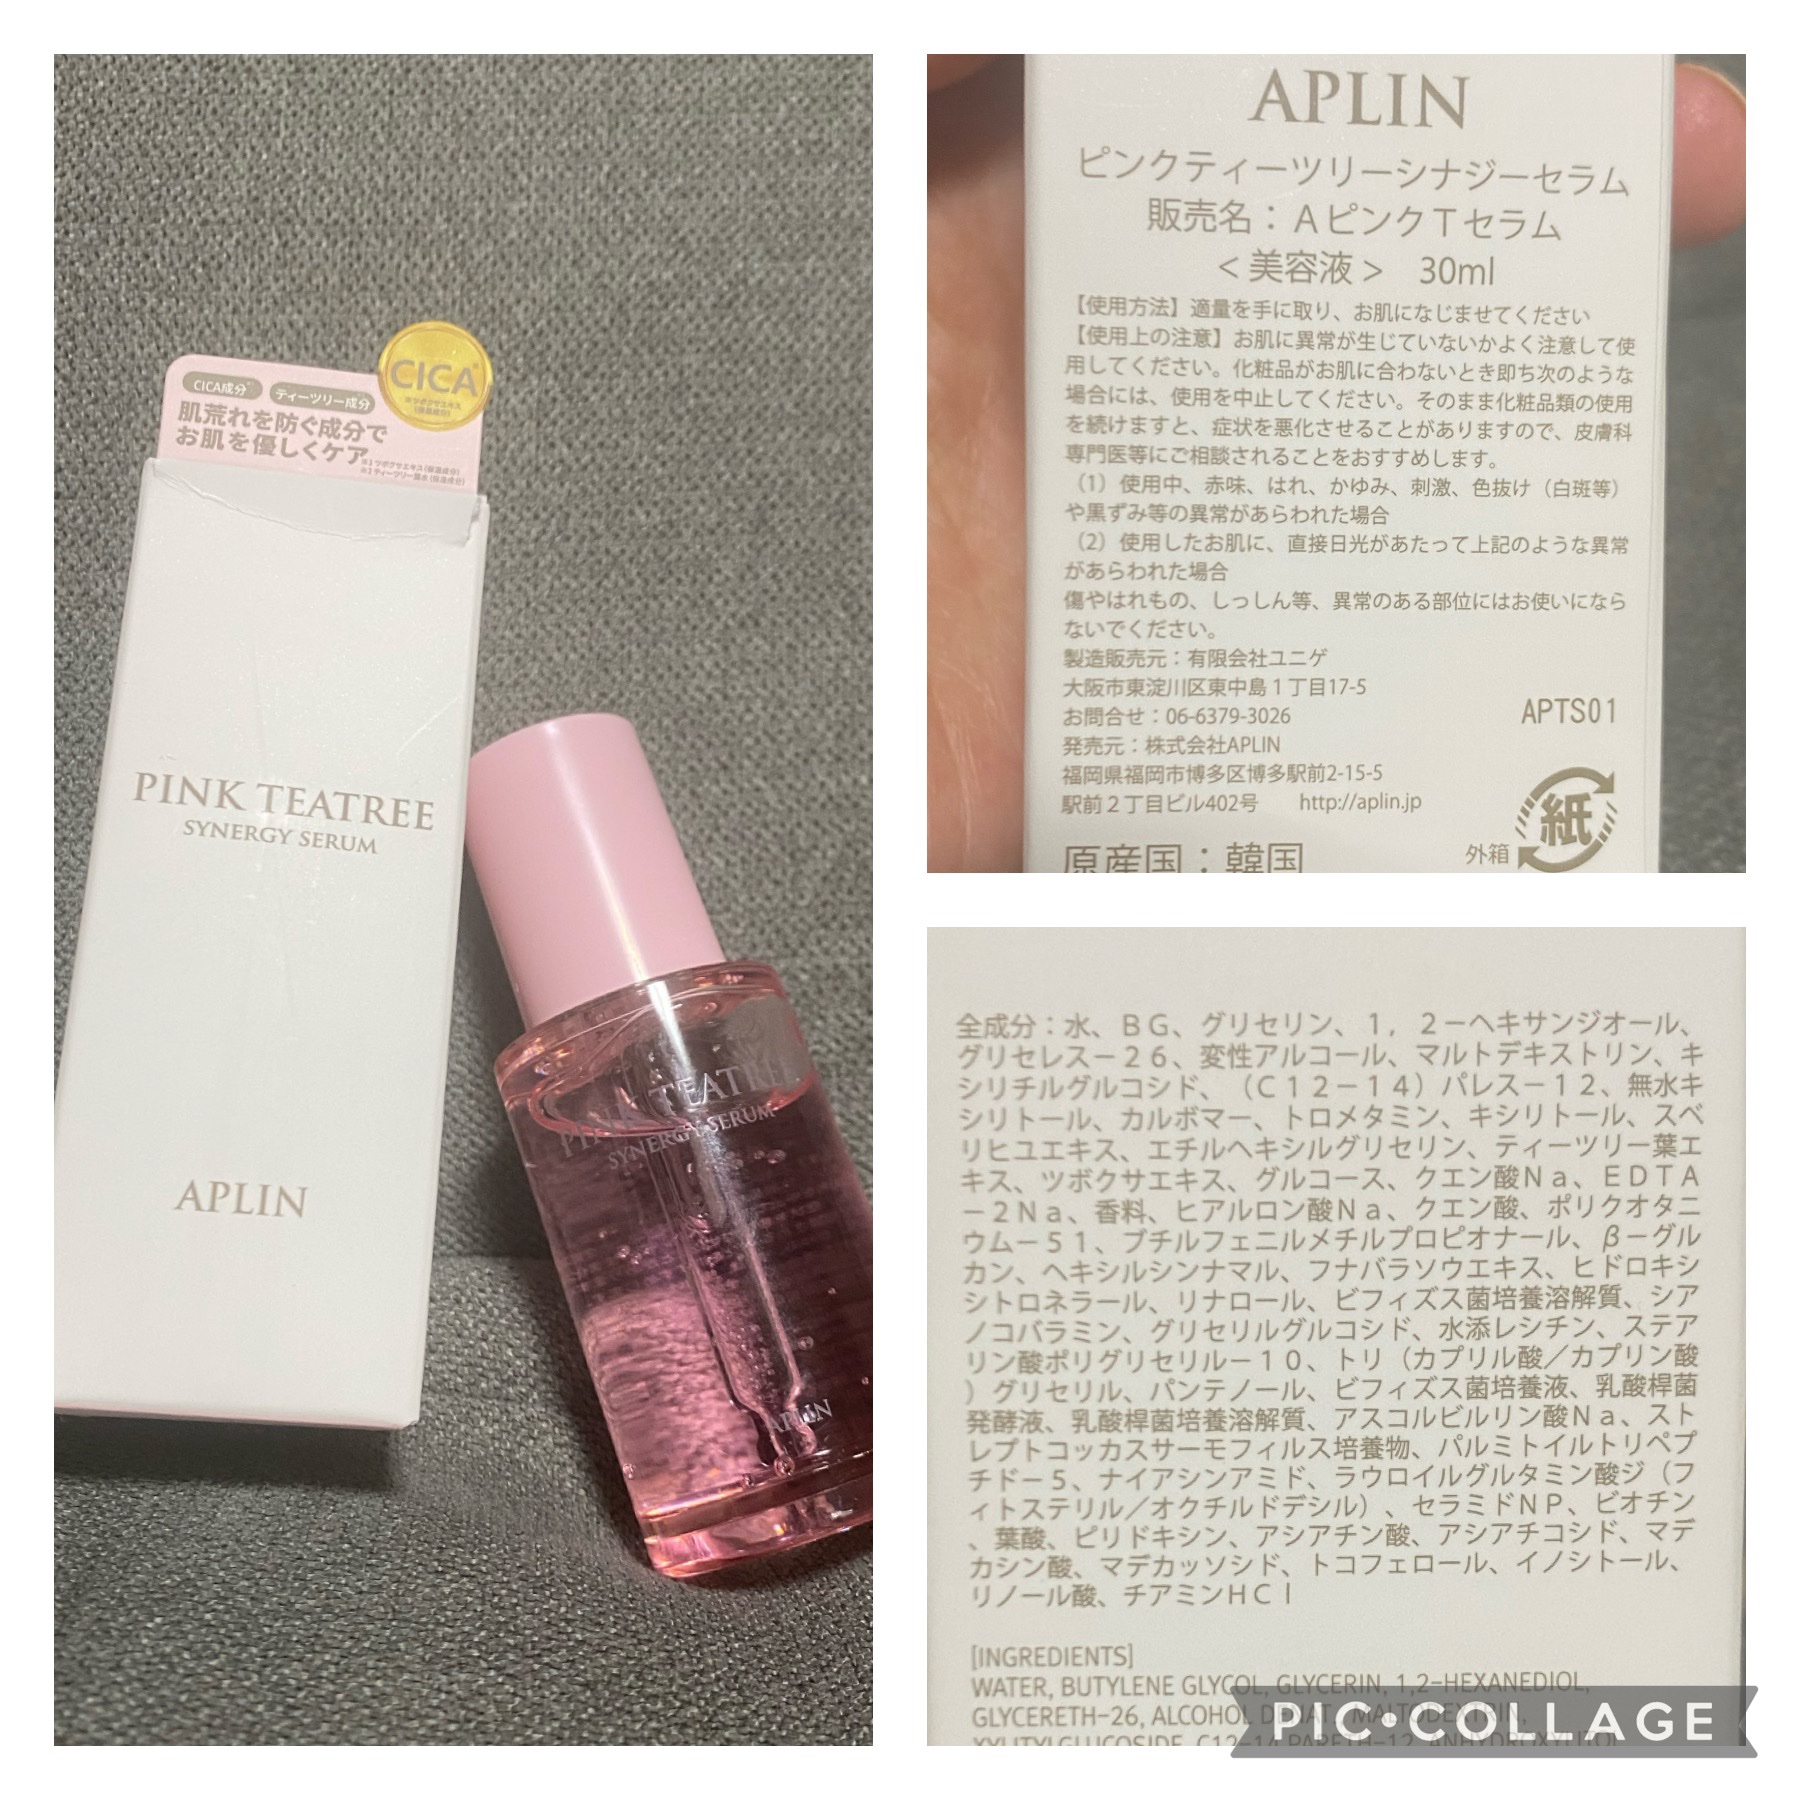 CICA成分 ティーツリー成分
CICA
肌荒れを防ぐ成分で
お肌を優しくケア
PINK TEATREE
SYNERGY SERUM
APLIN
PINK TEATREE
SYNERGY SERUM
APLIN
APLIN
ピンクティーツリーシナジーセラム
販売名：AピンクTセラム
<美容液> 30ml
【使用方法】適量を手に取り、お肌になじませてください
【使用上の注意】お肌に異常が生じていないかよく注意して使
用してください。化粧品がお肌に合わないとき即ち次のような
場合には、使用を中止してください。そのまま化粧品類の使用
を続けますと、症状を悪化させることがありますので、皮膚科
専門医等にご相談されることをおすすめします。
（1）使用中、赤味、はれ、かゆみ、刺激、色抜け（白斑等）
や黒ずみ等の異常があらわれた場合
（2）使用したお肌に、直接日光があたって上記のような異常
があらわれた場合
傷やはれもの、しっしん等、異常のある部位にはお使いになら
ないでください。
製造販売元：有限会社ユニゲ
大阪市東淀川区東中島1丁目17-5
お問合せ：06-6379-3026
APTS01
発売元：株式会社APLIN
福岡県福岡市博多区博多駅前2-15-5
駅前2丁目ビル402号 http://aplin.jp
紙
外箱
原産国：韓国
全成分：水、BG、グリセリン、1，2－ヘキサンジオール、
グリセレス－26、変性アルコール、マルトデキストリン、キ
シリチルグルコシド、（C12－14）パレス－12、無水キ
シリトール、カルボマー、トロメタミン、キシリトール、スベ
リヒユエキス、エチルヘキシルグリセリン、ティーツリー葉エ
キス、ツボクサエキス、グルコース、クエン酸Na、EDTA
－2Na、香料、ヒアルロン酸Na、クエン酸、ポリクオタニ
ウム－51、ブチルフェニルメチルプロピオナール、β－グル
カン、ヘキシルシンナマル、フナバラソウエキス、ヒドロキシ
シトロネラール、リナロール、ビフィズス菌培養溶解質、シア
ノコバラミン、グリセリルグルコシド、水添レシチン、ステア
リン酸ポリグリセリル－10、トリ（カプリル酸／カプリン酸
）グリセリル、パンテノール、ビフィズス菌培養液、乳酸桿菌
発酵液、乳酸桿菌培養溶解質、アスコルビルリン酸Na、スト
レプトコッカスサーモフィルス培養物、パルミトイルトリペプ
チド－5、ナイアシンアミド、ラウロイルグルタミン酸ジ（フ
ィトステリル／オクチルドデシル）、セラミドNP、ビオチン
、葉酸、ピリドキシン、アシアチン酸、アシアチコシド、マデ
カシン酸、マデカッソシド、トコフェロール、イノシトール、
リノール酸、チアミンHCl
[INGREDIENTS]
WATER, BUTYLENE GLYCOL, GLYCERIN, 1,2-HEXANEDIOL,
GLYCERETH-26, ALCOHOL DENAT., MALTODEXTRIN,
XYLITYLGLUCOSIDE, C12-14 PARETH-12, ANHYDROXYLITOL
PIC•COLLAGE